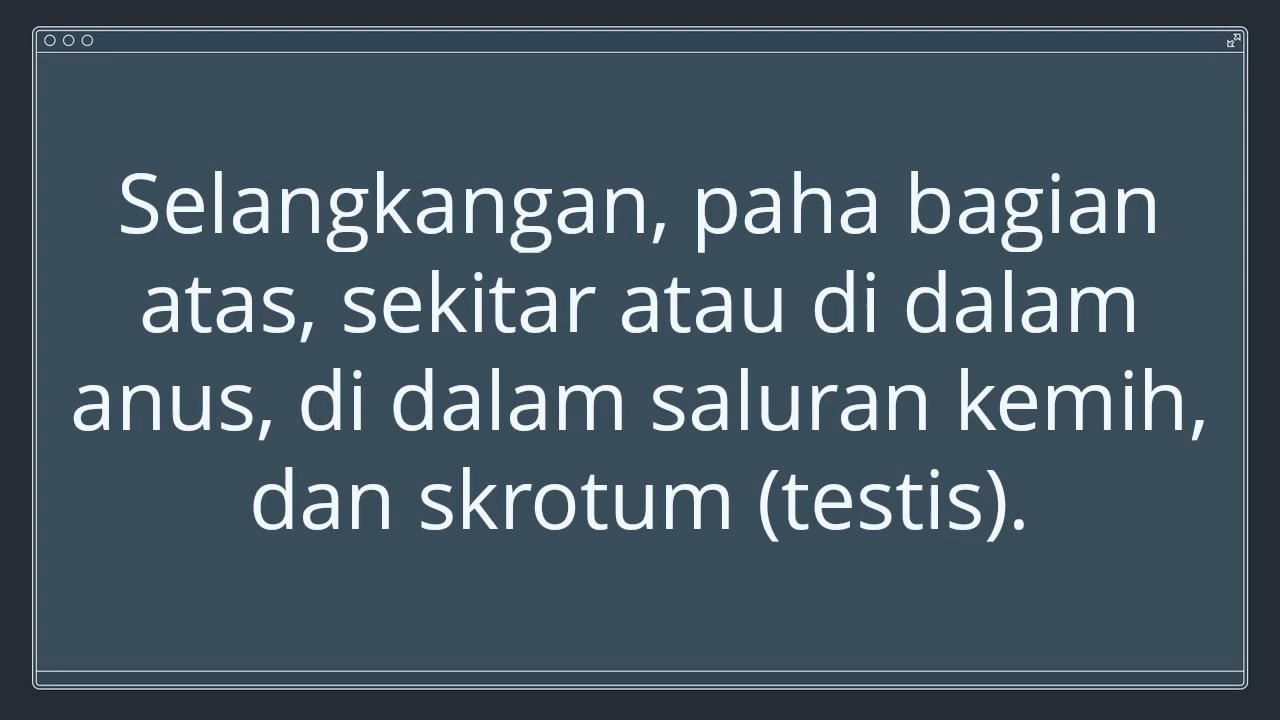 Selangkangan, paha bagian
atas, sekitar atau di dalam
anus, di dalam saluran kemih,
dan skrotum (testis).